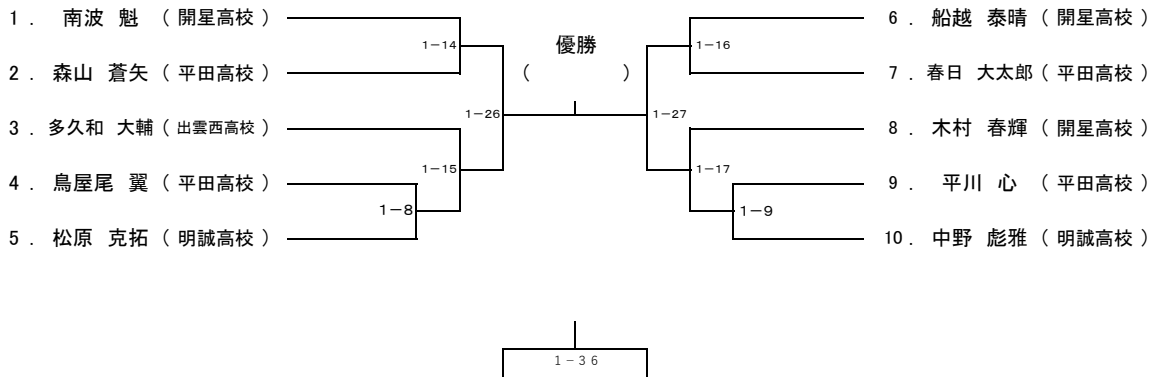 1 . 南波 魁 ( 開星高校 )
2 . 森山 蒼矢 ( 平田高校 )
3 . 多久和 大輔 ( 出雲西高校 )
4 . 鳥屋尾 翼 ( 平田高校 )
5 . 松原 克拓 ( 明誠高校 )
1−14
1−26
1−15
1−8
優勝
( )
1−16
1−27
1−17
1−9
6 . 船越 泰晴 ( 開星高校 )
7 . 春日 大太郎 ( 平田高校 )
8 . 木村 春輝 ( 開星高校 )
9 . 平川 心 ( 平田高校 )
10 . 中野 彪雅 ( 明誠高校 )
1−36